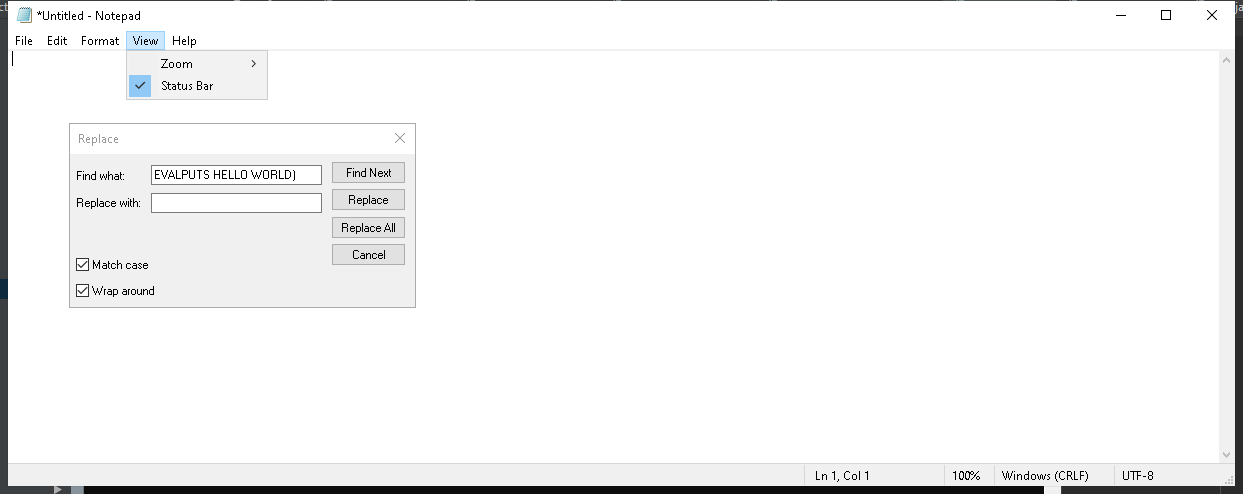 *Untitled - Notepad
File Edit Format View Help
Zoom
Status Bar
Replace
Find what: EVALPUTS HELLO WORLD) Find Next
Replace with: Replace
Replace All
Cancel
Match case
Wrap around
Ln 1, Col 1 100% Windows (CRLF) UTF-8